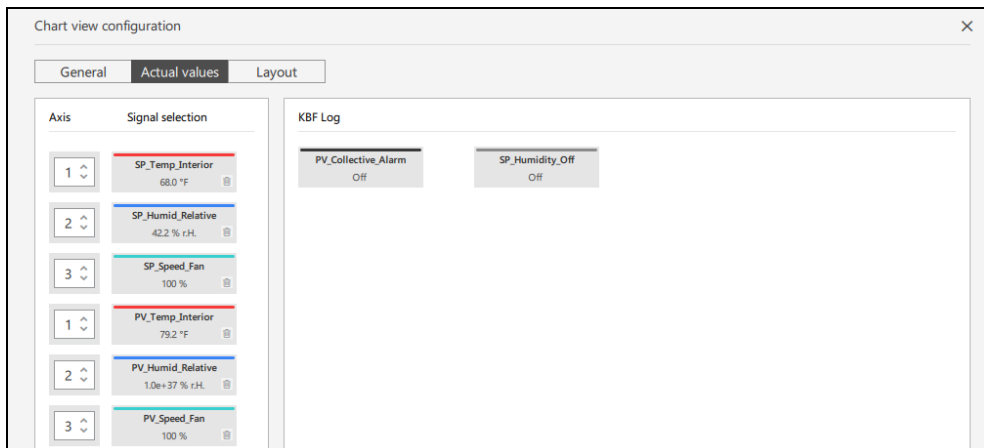 Chart view configuration
General Actual values Layout
Axis Signal selection
1 SP_Temp_Interior
68.0 °F
2 SP_Humid_Relative
42.2 % r.H.
3 SP_Speed_Fan
100 %
1 PV_Temp_Interior
79.2 °F
2 PV_Humid_Relative
1.0e+37 % r.H.
3 PV_Speed_Fan
100 %
KBF Log
PV_Collective_Alarm
Off
SP_Humidity_Off
Off